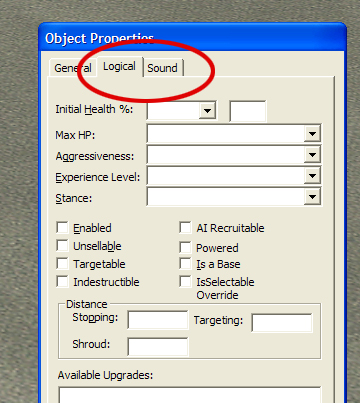 Object Properties
General Logical Sound
Initial Health %:
Max HP:
Aggressiveness:
Experience Level:
Stance:
Enabled AI Recruitable
Unsellable Powered
Targetable Is a Base
Indestructible IsSelectable
Override
Distance
Stopping: Targeting:
Shroud:
Available Upgrades: